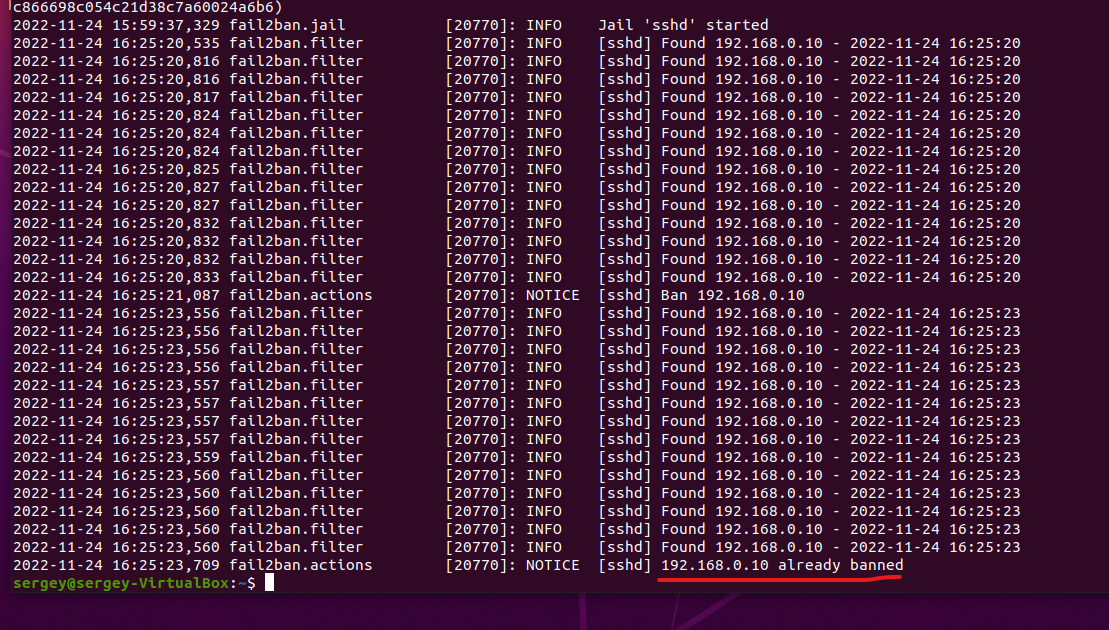 c866698c054c21d38c7a60024a6b6)
2022-11-24 15:59:37,329 fail2ban.jail [20770]: INFO Jail 'sshd' started
2022-11-24 16:25:20,535 fail2ban.filter [20770]: INFO [sshd] Found 192.168.0.10 - 2022-11-24 16:25:20
2022-11-24 16:25:20,816 fail2ban.filter [20770]: INFO [sshd] Found 192.168.0.10 - 2022-11-24 16:25:20
2022-11-24 16:25:20,816 fail2ban.filter [20770]: INFO [sshd] Found 192.168.0.10 - 2022-11-24 16:25:20
2022-11-24 16:25:20,817 fail2ban.filter [20770]: INFO [sshd] Found 192.168.0.10 - 2022-11-24 16:25:20
2022-11-24 16:25:20,824 fail2ban.filter [20770]: INFO [sshd] Found 192.168.0.10 - 2022-11-24 16:25:20
2022-11-24 16:25:20,824 fail2ban.filter [20770]: INFO [sshd] Found 192.168.0.10 - 2022-11-24 16:25:20
2022-11-24 16:25:20,824 fail2ban.filter [20770]: INFO [sshd] Found 192.168.0.10 - 2022-11-24 16:25:20
2022-11-24 16:25:20,825 fail2ban.filter [20770]: INFO [sshd] Found 192.168.0.10 - 2022-11-24 16:25:20
2022-11-24 16:25:20,827 fail2ban.filter [20770]: INFO [sshd] Found 192.168.0.10 - 2022-11-24 16:25:20
2022-11-24 16:25:20,827 fail2ban.filter [20770]: INFO [sshd] Found 192.168.0.10 - 2022-11-24 16:25:20
2022-11-24 16:25:20,832 fail2ban.filter [20770]: INFO [sshd] Found 192.168.0.10 - 2022-11-24 16:25:20
2022-11-24 16:25:20,832 fail2ban.filter [20770]: INFO [sshd] Found 192.168.0.10 - 2022-11-24 16:25:20
2022-11-24 16:25:20,832 fail2ban.filter [20770]: INFO [sshd] Found 192.168.0.10 - 2022-11-24 16:25:20
2022-11-24 16:25:20,833 fail2ban.filter [20770]: INFO [sshd] Found 192.168.0.10 - 2022-11-24 16:25:20
2022-11-24 16:25:21,087 fail2ban.actions [20770]: NOTICE [sshd] Ban 192.168.0.10
2022-11-24 16:25:23,556 fail2ban.filter [20770]: INFO [sshd] Found 192.168.0.10 - 2022-11-24 16:25:23
2022-11-24 16:25:23,556 fail2ban.filter [20770]: INFO [sshd] Found 192.168.0.10 - 2022-11-24 16:25:23
2022-11-24 16:25:23,556 fail2ban.filter [20770]: INFO [sshd] Found 192.168.0.10 - 2022-11-24 16:25:23
2022-11-24 16:25:23,556 fail2ban.filter [20770]: INFO [sshd] Found 192.168.0.10 - 2022-11-24 16:25:23
2022-11-24 16:25:23,557 fail2ban.filter [20770]: INFO [sshd] Found 192.168.0.10 - 2022-11-24 16:25:23
2022-11-24 16:25:23,557 fail2ban.filter [20770]: INFO [sshd] Found 192.168.0.10 - 2022-11-24 16:25:23
2022-11-24 16:25:23,557 fail2ban.filter [20770]: INFO [sshd] Found 192.168.0.10 - 2022-11-24 16:25:23
2022-11-24 16:25:23,557 fail2ban.filter [20770]: INFO [sshd] Found 192.168.0.10 - 2022-11-24 16:25:23
2022-11-24 16:25:23,559 fail2ban.filter [20770]: INFO [sshd] Found 192.168.0.10 - 2022-11-24 16:25:23
2022-11-24 16:25:23,560 fail2ban.filter [20770]: INFO [sshd] Found 192.168.0.10 - 2022-11-24 16:25:23
2022-11-24 16:25:23,560 fail2ban.filter [20770]: INFO [sshd] Found 192.168.0.10 - 2022-11-24 16:25:23
2022-11-24 16:25:23,560 fail2ban.filter [20770]: INFO [sshd] Found 192.168.0.10 - 2022-11-24 16:25:23
2022-11-24 16:25:23,560 fail2ban.filter [20770]: INFO [sshd] Found 192.168.0.10 - 2022-11-24 16:25:23
2022-11-24 16:25:23,709 fail2ban.actions [20770]: NOTICE [sshd] 192.168.0.10 already banned
sergey@sergey-VirtualBox:~$